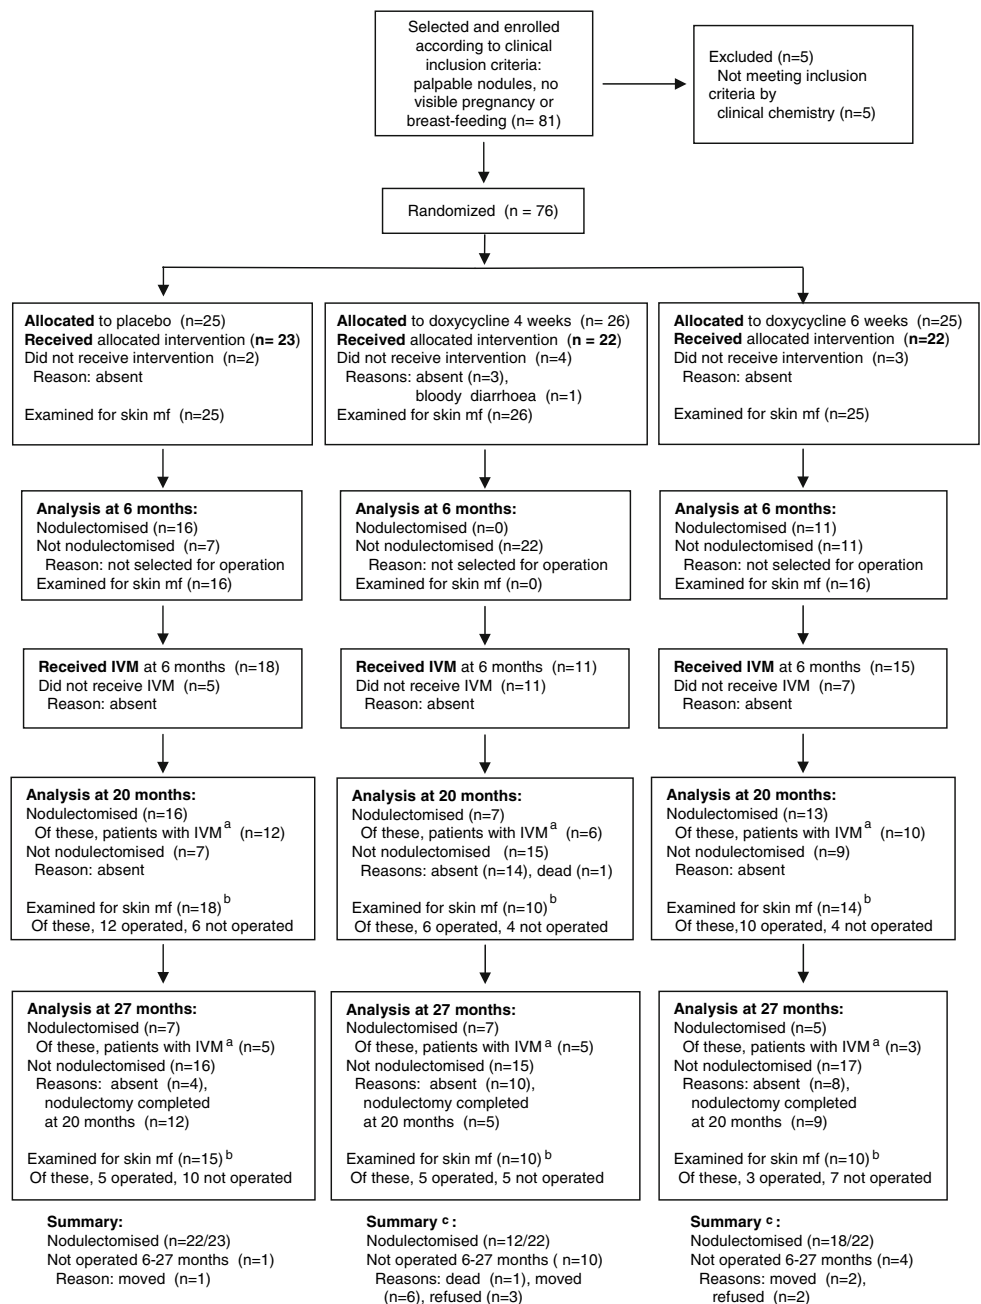 Selected and enrolled
according to clinical
inclusion criteria:
palpable nodules, no
visible pregnancy or
breast-feeding (n= 81)
Excluded (n=5)
Not meeting inclusion
criteria by
clinical chemistry (n=5)
Randomized (n = 76)
Allocated to placebo (n=25)
Received allocated intervention (n= 23)
Did not receive intervention (n=2)
Reason: absent
Examined for skin mf (n=25)
Allocated to doxycycline 4 weeks (n= 26)
Received allocated intervention (n = 22)
Did not receive intervention (n=4)
Reasons: absent (n=3),
bloody diarrhoea (n=1)
Examined for skin mf (n=26)
Allocated to doxycycline 6 weeks (n=25)
Received allocated intervention (n=22)
Did not receive intervention (n=3)
Reason: absent
Examined for skin mf (n=25)
Analysis at 6 months:
Nodulectomised (n=16)
Not nodulectomised (n=7)
Reason: not selected for operation
Examined for skin mf (n=16)
Analysis at 6 months:
Nodulectomised (n=0)
Not nodulectomised (n=22)
Reason: not selected for operation
Examined for skin mf (n=0)
Analysis at 6 months:
Nodulectomised (n=11)
Not nodulectomised (n=11)
Reason: not selected for operation
Examined for skin mf (n=16)
Received IVM at 6 months (n=18)
Did not receive IVM (n=5)
Reason: absent
Received IVM at 6 months (n=11)
Did not receive IVM (n=11)
Reason: absent
Received IVM at 6 months (n=15)
Did not receive IVM (n=7)
Reason: absent
Analysis at 20 months:
Nodulectomised (n=16)
Of these, patients with IVM a (n=12)
Not nodulectomised (n=7)
Reason: absent
Examined for skin mf (n=18) b
Of these, 12 operated, 6 not operated
Analysis at 20 months:
Nodulectomised (n=7)
Of these, patients with IVM a (n=6)
Not nodulectomised (n=15)
Reasons: absent (n=14), dead (n=1)
Examined for skin mf (n=10) b
Of these, 6 operated, 4 not operated
Analysis at 20 months:
Nodulectomised (n=13)
Of these, patients with IVM a (n=10)
Not nodulectomised (n=9)
Reason: absent
Examined for skin mf (n=14) b
Of these,10 operated, 4 not operated
Analysis at 27 months:
Nodulectomised (n=7)
Of these, patients with IVM a (n=5)
Not nodulectomised (n=16)
Reasons: absent (n=4),
nodulectomy completed
at 20 months (n=12)
Examined for skin mf (n=15) b
Of these, 5 operated, 10 not operated
Analysis at 27 months:
Nodulectomised (n=7)
Of these, patients with IVM a (n=5)
Not nodulectomised (n=15)
Reasons: absent (n=10),
nodulectomy completed
at 20 months (n=5)
Examined for skin mf (n=10) b
Of these, 5 operated, 5 not operated
Analysis at 27 months:
Nodulectomised (n=5)
Of these, patients with IVM a (n=3)
Not nodulectomised (n=17)
Reasons: absent (n=8),
nodulectomy completed
at 20 months (n=9)
Examined for skin mf (n=10) b
Of these, 3 operated, 7 not operated
Summary:
Nodulectomised (n=22/23)
Not operated 6-27 months (n=1)
Reason: moved (n=1)
Summary c :
Nodulectomised (n=12/22)
Not operated 6-27 months ( n=10)
Reasons: dead (n=1), moved
(n=6), refused (n=3)
Summary c :
Nodulectomised (n=18/22)
Not operated 6-27 months (n=4)
Reasons: moved (n=2),
refused (n=2)